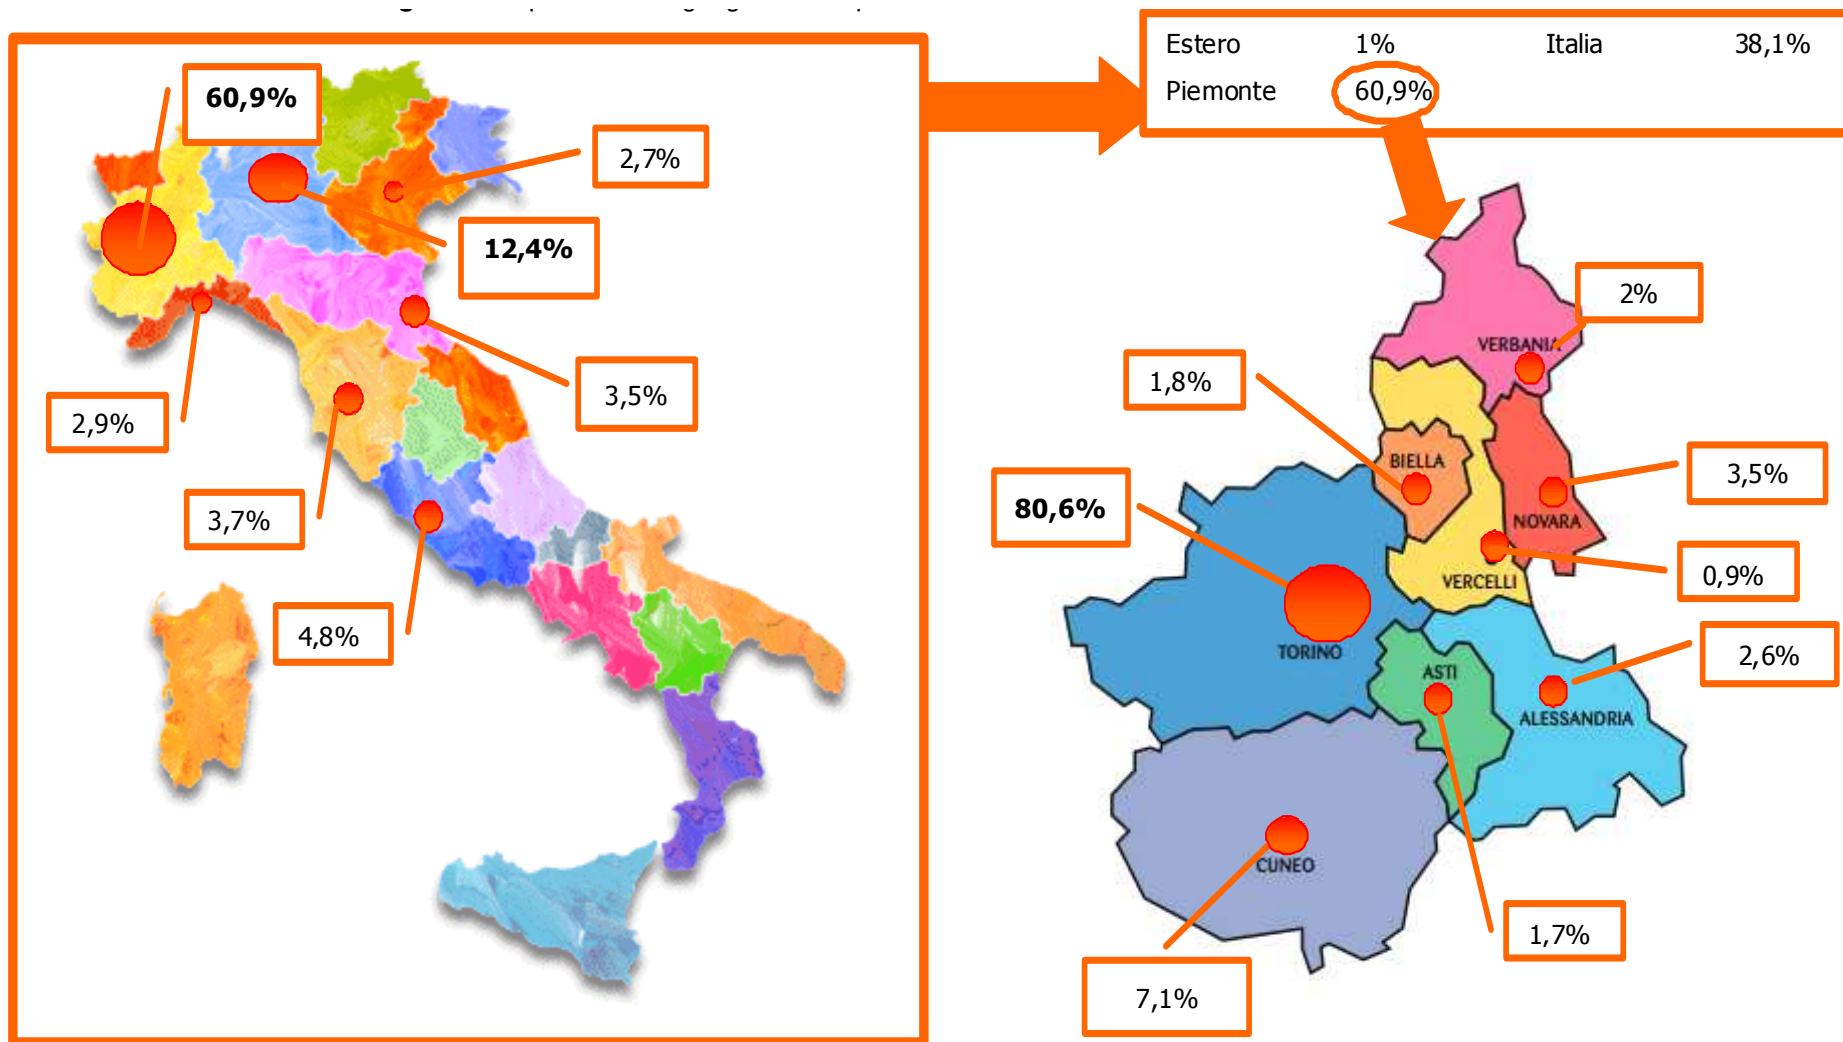 Estero 1% Italia 38,1%
Piemonte 60,9%
60,9%
2,7%
12,4%
3,5%
2,9%
3,7%
4,8%
2%
VERBANIA
1,8%
BIELLA
3,5%
NOVARA
80,6%
0,9%
VERCELLI
TORINO
2,6%
ASTI
ALESSANDRIA
CUNEO
1,7%
7,1%